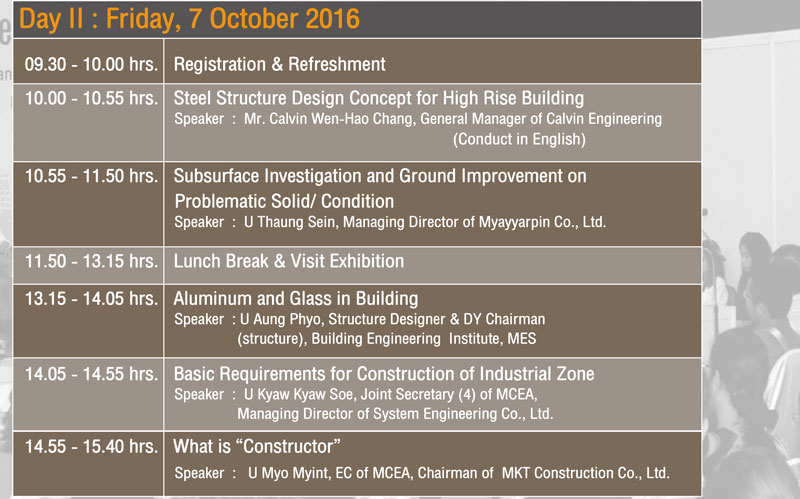 Day II : Friday, 7 October 2016
09.30 - 10.00 hrs. Registration & Refreshment
10.00 - 10.55 hrs. Steel Structure Design Concept for High Rise Building
Speaker : Mr. Calvin Wen-Hao Chang, General Manager of Calvin Engineering
(Conduct in English)
10.55 - 11.50 hrs. Subsurface Investigation and Ground Improvement on
Problematic Solid/ Condition
Speaker : U Thaung Sein, Managing Director of Myayyarpin Co., Ltd.
11.50 - 13.15 hrs. Lunch Break & Visit Exhibition
13.15 - 14.05 hrs. Aluminum and Glass in Building
Speaker : U Aung Phyo, Structure Designer & DY Chairman
(structure), Building Engineering Institute, MES
14.05 - 14.55 hrs. Basic Requirements for Construction of Industrial Zone
Speaker : U Kyaw Kyaw Soe, Joint Secretary (4) of MCEA,
Managing Director of System Engineering Co., Ltd.
14.55 - 15.40 hrs. What is “Constructor”
Speaker : U Myo Myint, EC of MCEA, Chairman of MKT Construction Co., Ltd.